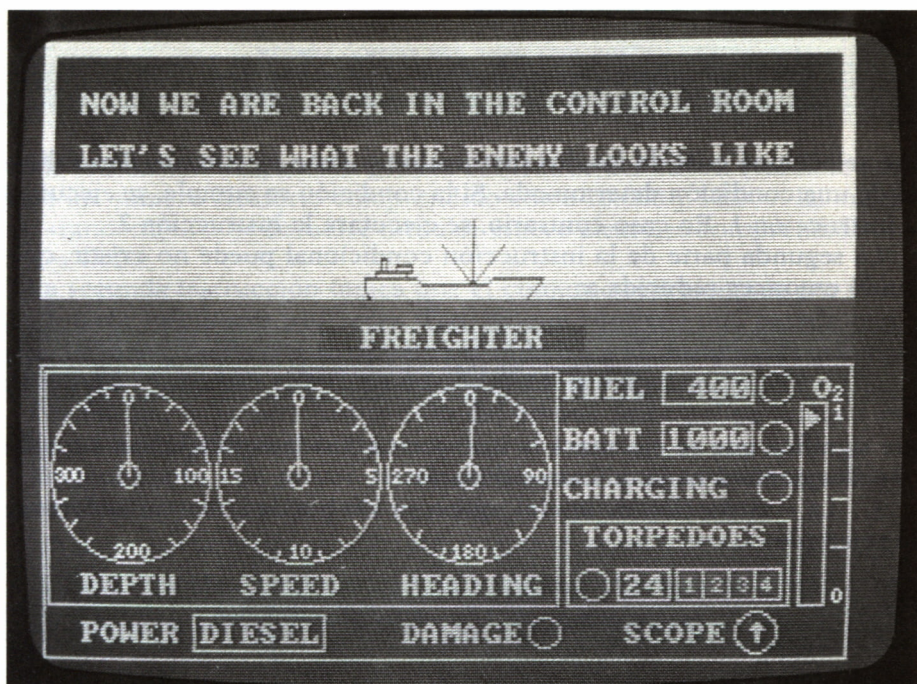 NOW WE ARE BACK IN THE CONTROL ROOM
LET'S SEE WHAT THE ENEMY LOOKS LIKE
FREIGHTER
0
300 100
200
DEPTH
0
15 5
10
SPEED
0
270 90
180
HEADING
FUEL 400
BATT 1000
CHARGING
TORPEDOES
24 1 2 3 4
O2
1
0
POWER DIESEL DAMAGE SCOPE ↑